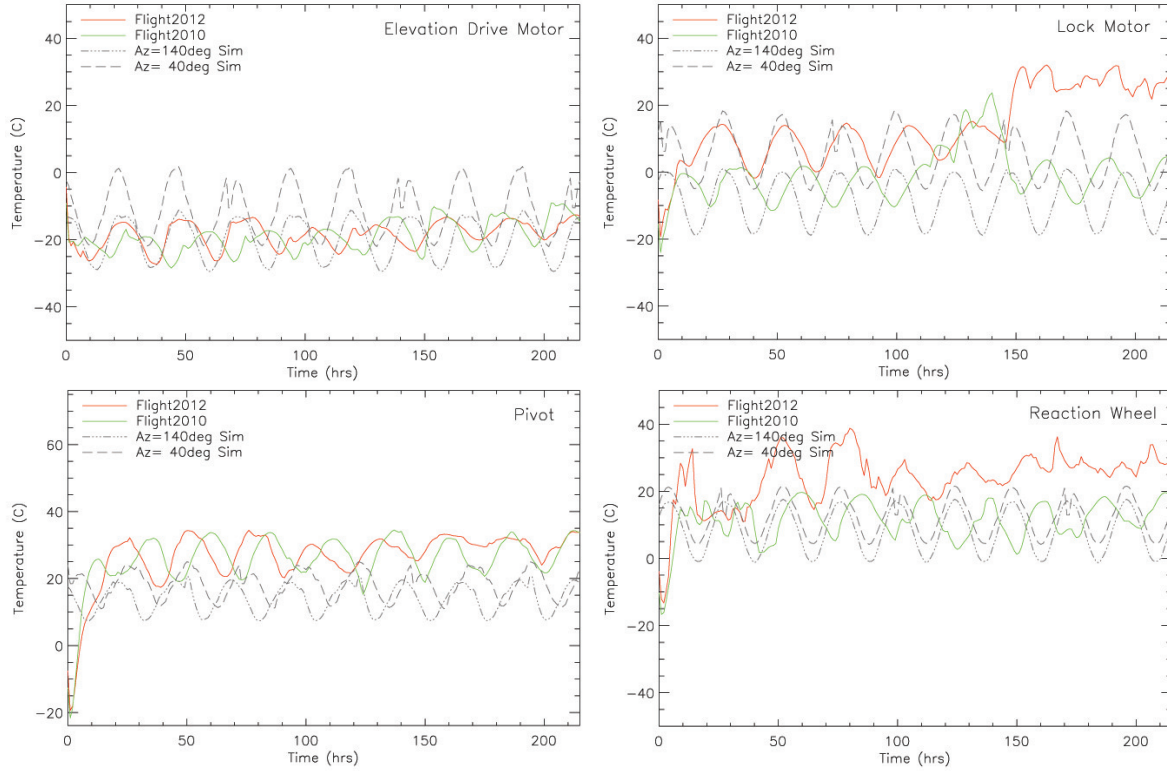 Flight2012
Flight2010
Az=140deg Sim
Az= 40deg Sim
Elevation Drive Motor
40
20
0
−20
−40
Temperature (C)
0
50
100
150
200
Time (hrs)
Flight2012
Flight2010
Az=140deg Sim
Az= 40deg Sim
Lock Motor
40
20
0
−20
−40
Temperature (C)
0
50
100
150
200
Time (hrs)
Flight2012
Flight2010
Az=140deg Sim
Az= 40deg Sim
Pivot
60
40
20
0
−20
Temperature (C)
0
50
100
150
200
Time (hrs)
Flight2012
Flight2010
Az=140deg Sim
Az= 40deg Sim
Reaction Wheel
40
20
0
−20
−40
Temperature (C)
0
50
100
150
200
Time (hrs)